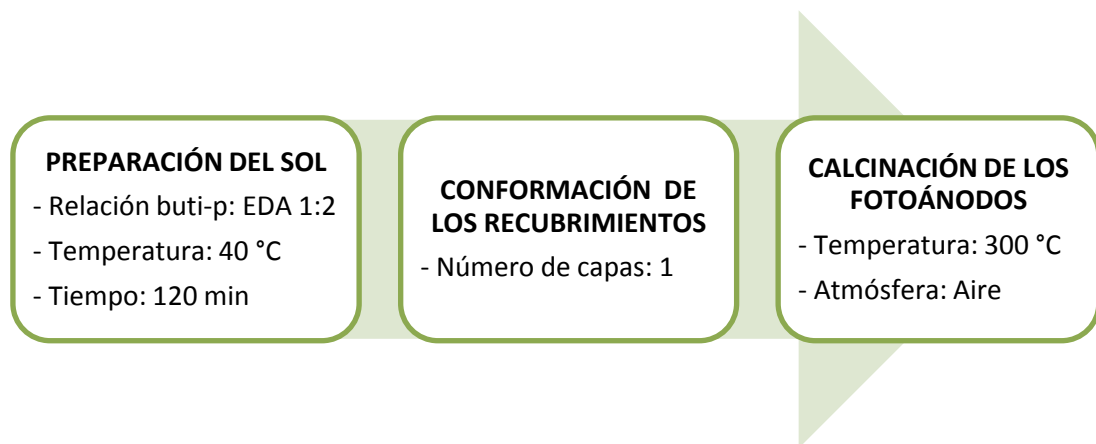 PREPARACIÓN DEL SOL
- Relación buti-p: EDA 1:2
- Temperatura: 40 °C
- Tiempo: 120 min
CONFORMACIÓN DE
LOS RECUBRIMIENTOS
- Número de capas: 1
CALCINACIÓN DE LOS
FOTOÁNODOS
- Temperatura: 300 °C
- Atmósfera: Aire